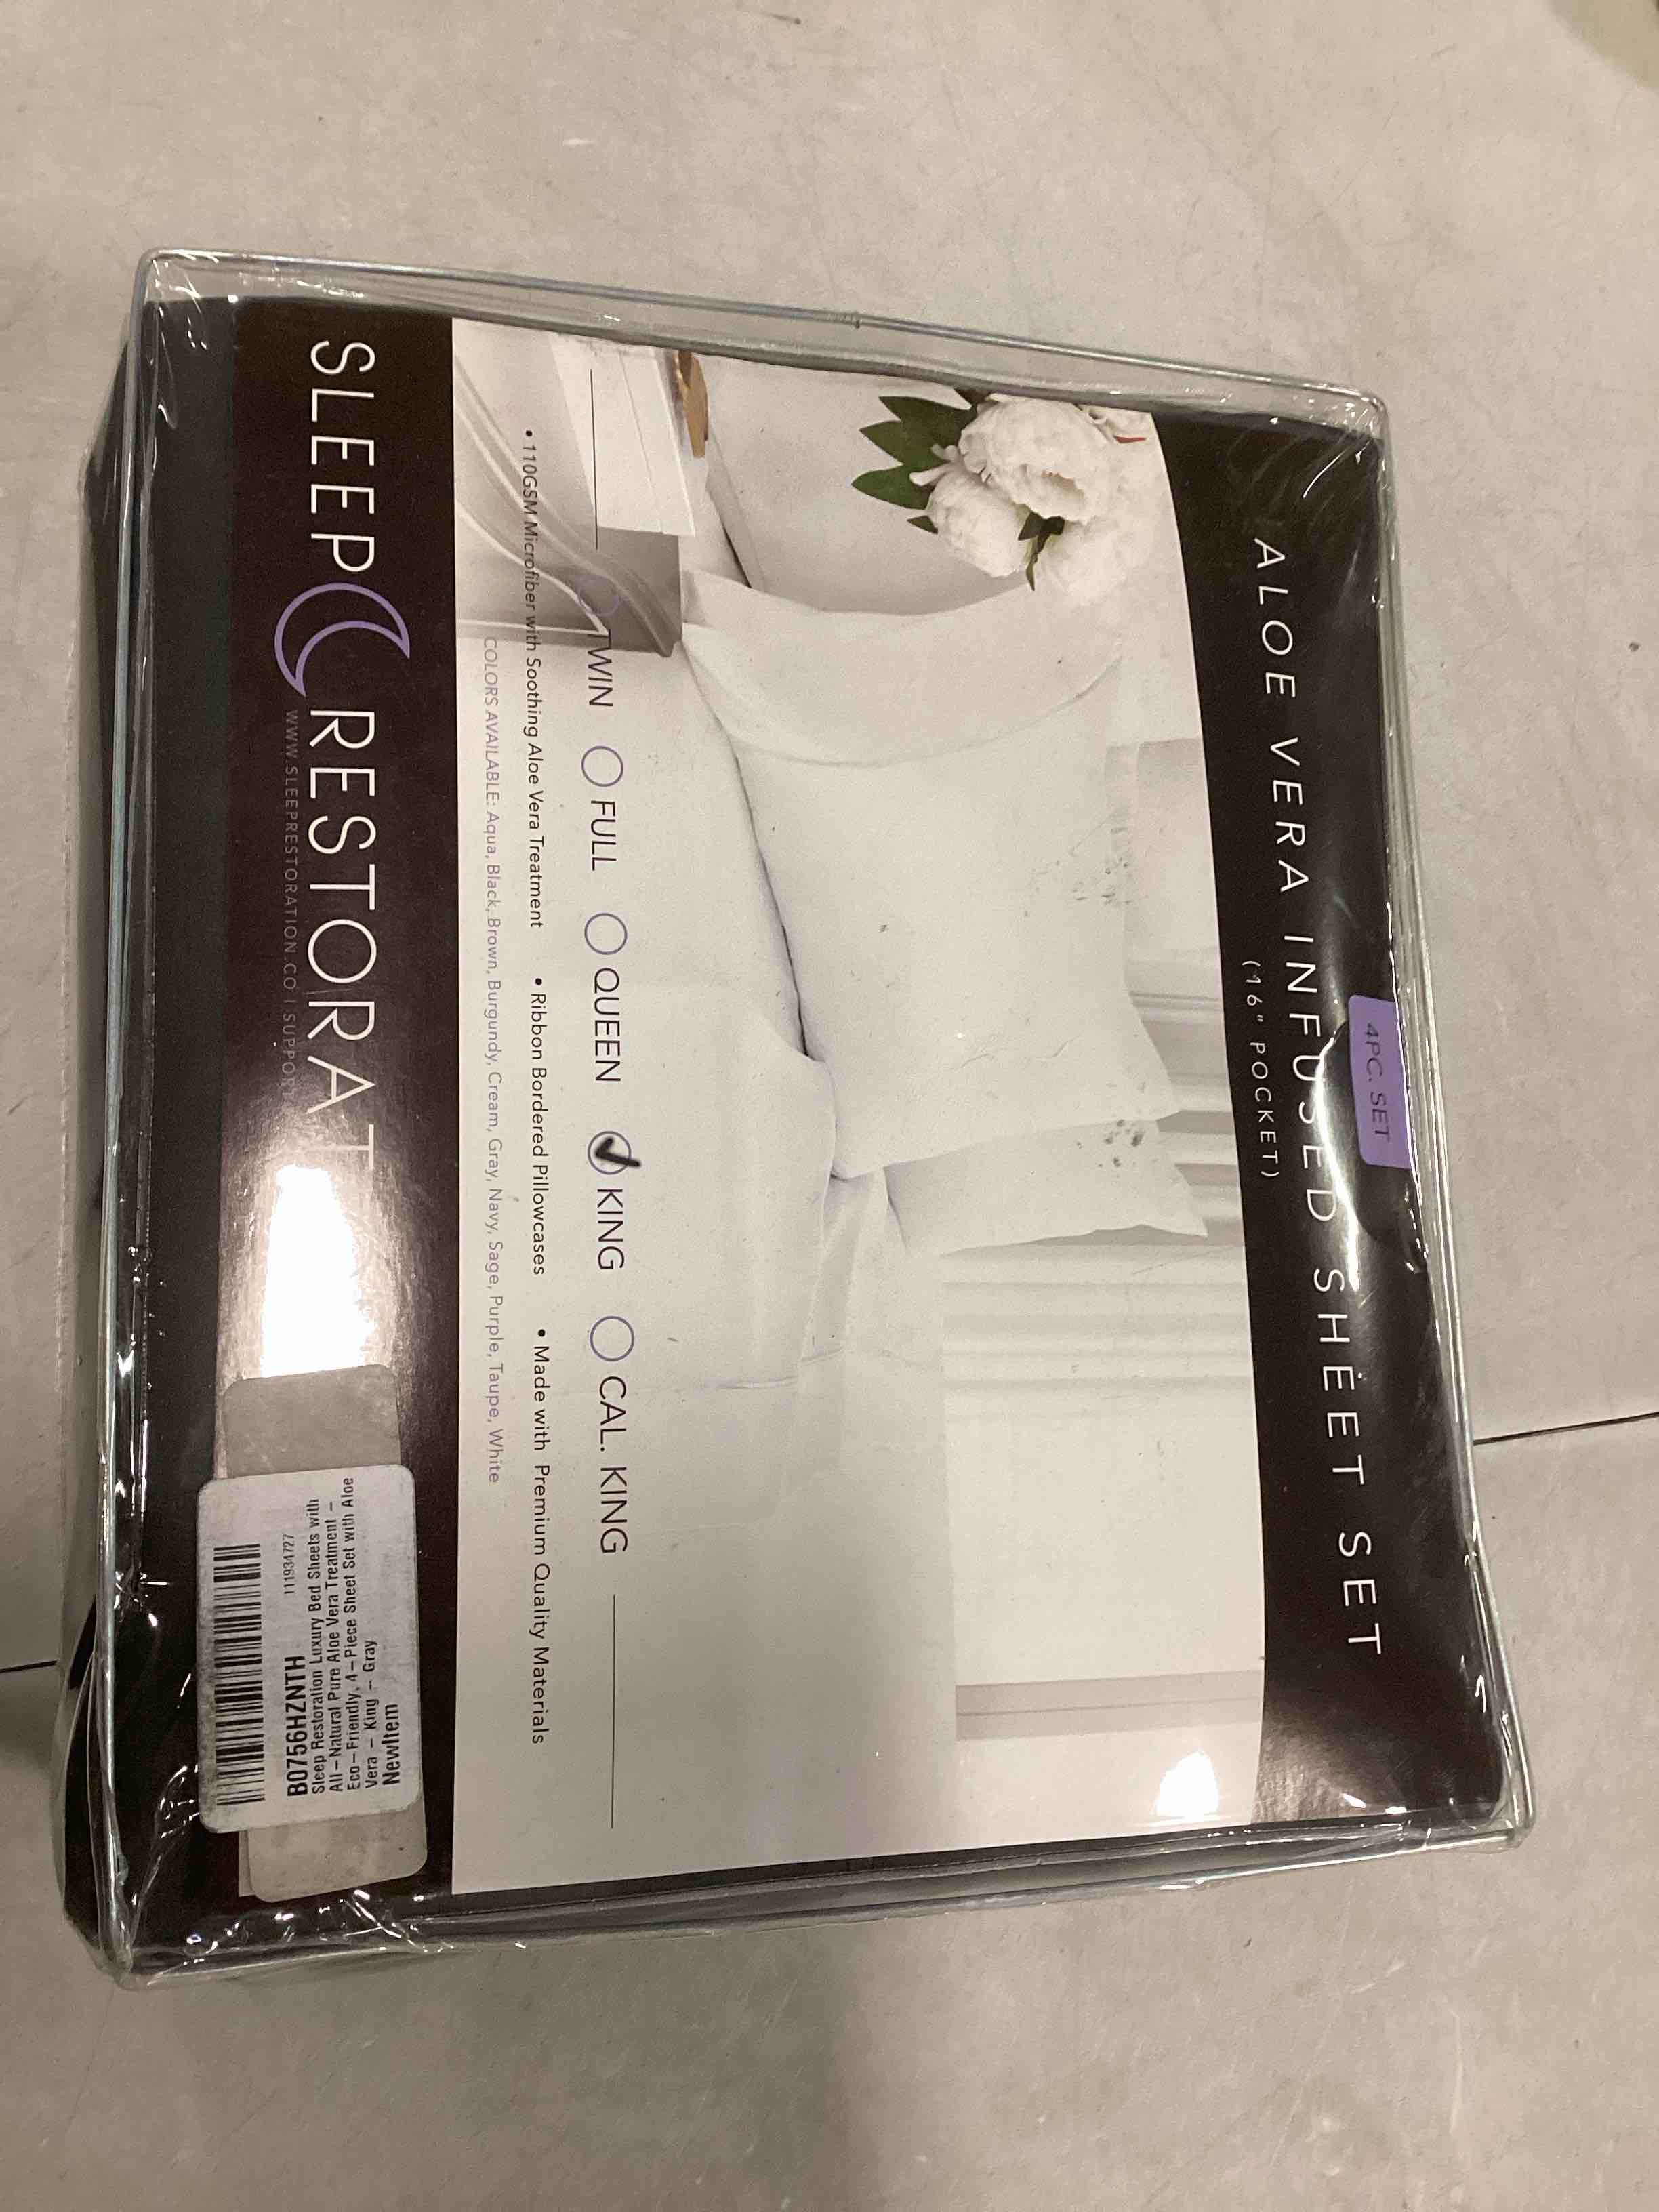 4PC. SET
ALOE VERA INFUSED SHEET SET
(16" POCKET)
TWIN FULL QUEEN KING CAL. KING
• 110GSM Microfiber with Soothing Aloe Vera Treatment • Ribbon Bordered Pillowcases • Made with Premium Quality Materials
COLORS AVAILABLE: Aqua, Black, Brown, Burgundy, Cream, Gray, Navy, Sage, Purple, Taupe, White
SLEEP RESTORAT
WWW.SLEEPRESTORATION.CO | SUPPORT
111934727
B0756HZNTH
Sleep Restoration Luxury Bed Sheets with
All-Natural Pure Aloe Vera Treatment -
Eco-Friendly, 4-Piece Sheet Set with Aloe
Vera - King - Gray
NewItem